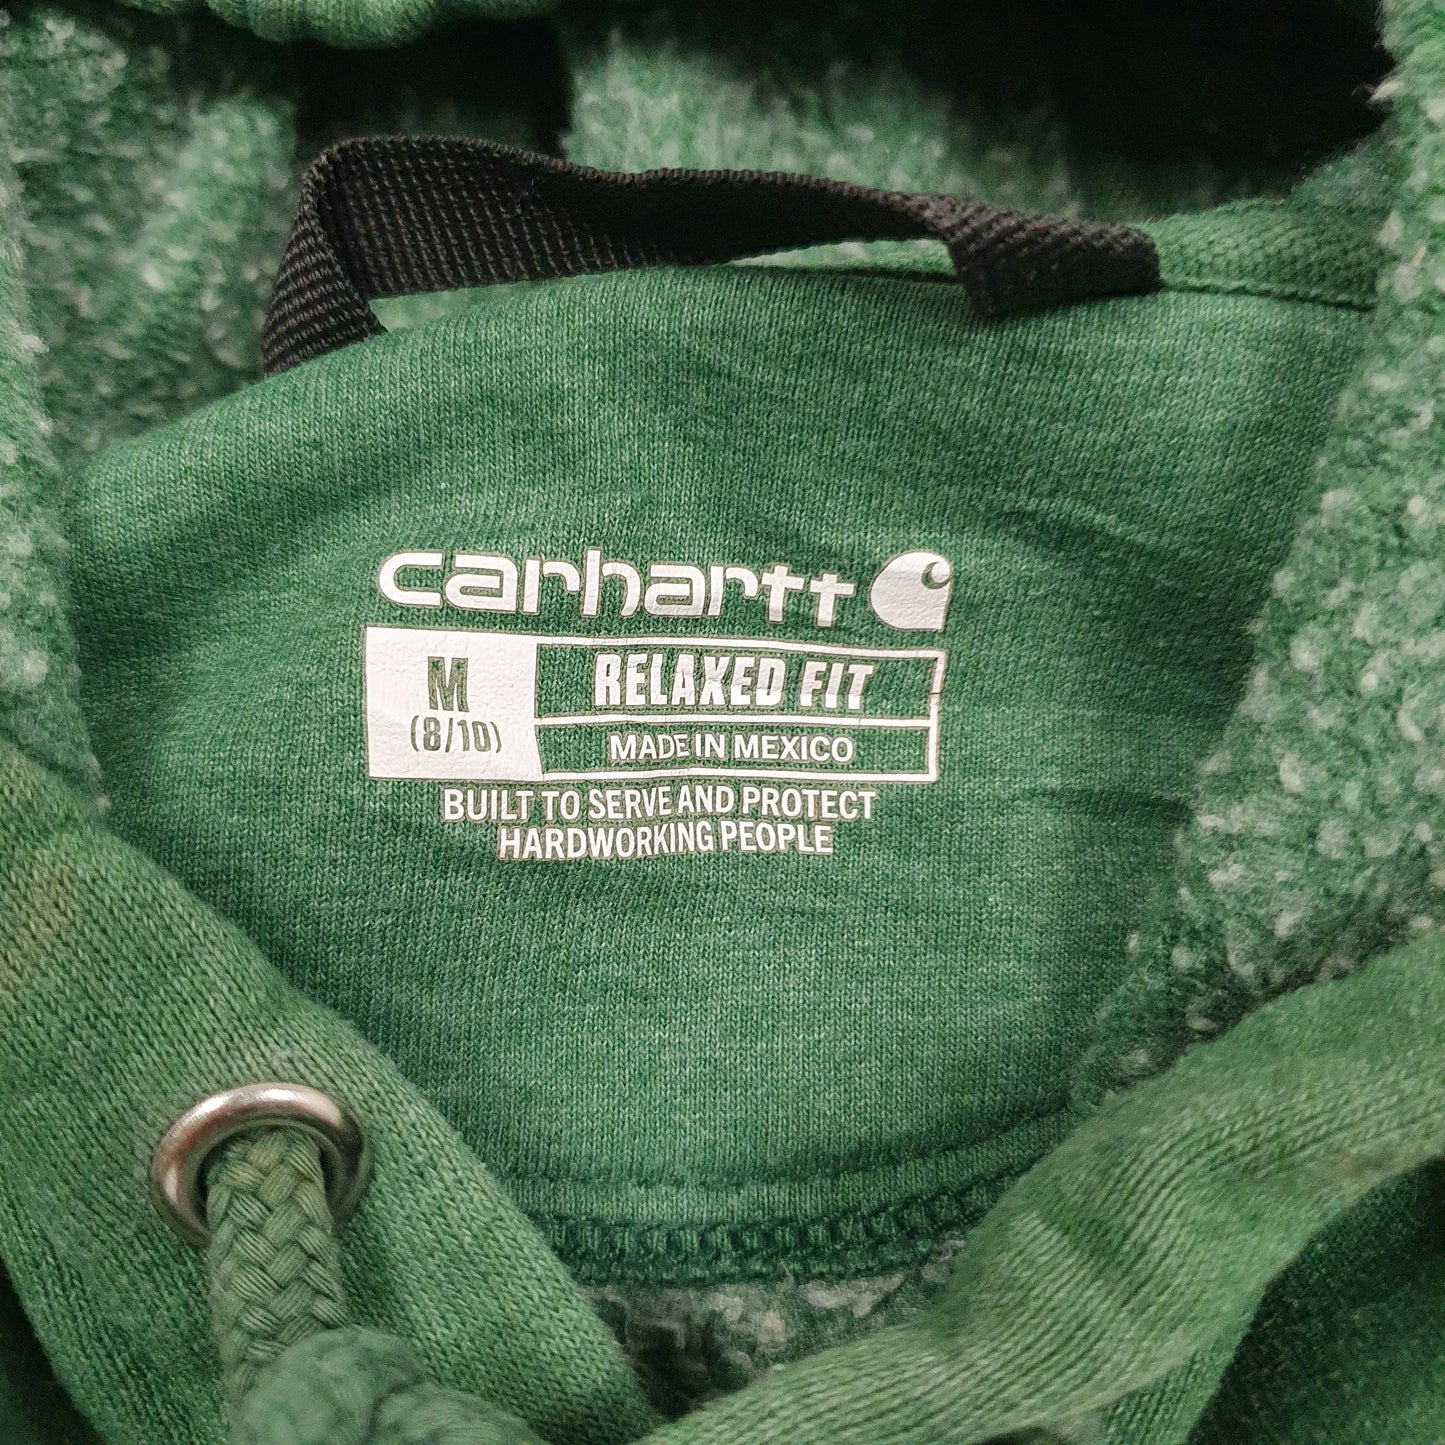 carhartt
M
(8/10)
RELAXED FIT
MADE IN MEXICO
BUILT TO SERVE AND PROTECT
HARDWORKING PEOPLE